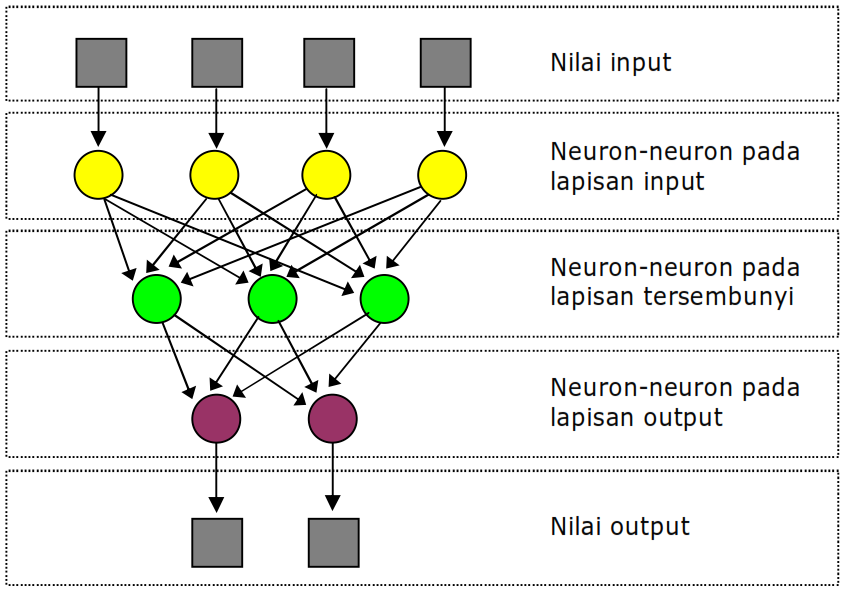 Nilai input
Neuron-neuron pada
lapisan input
Neuron-neuron pada
lapisan tersembunyi
Neuron-neuron pada
lapisan output
Nilai output